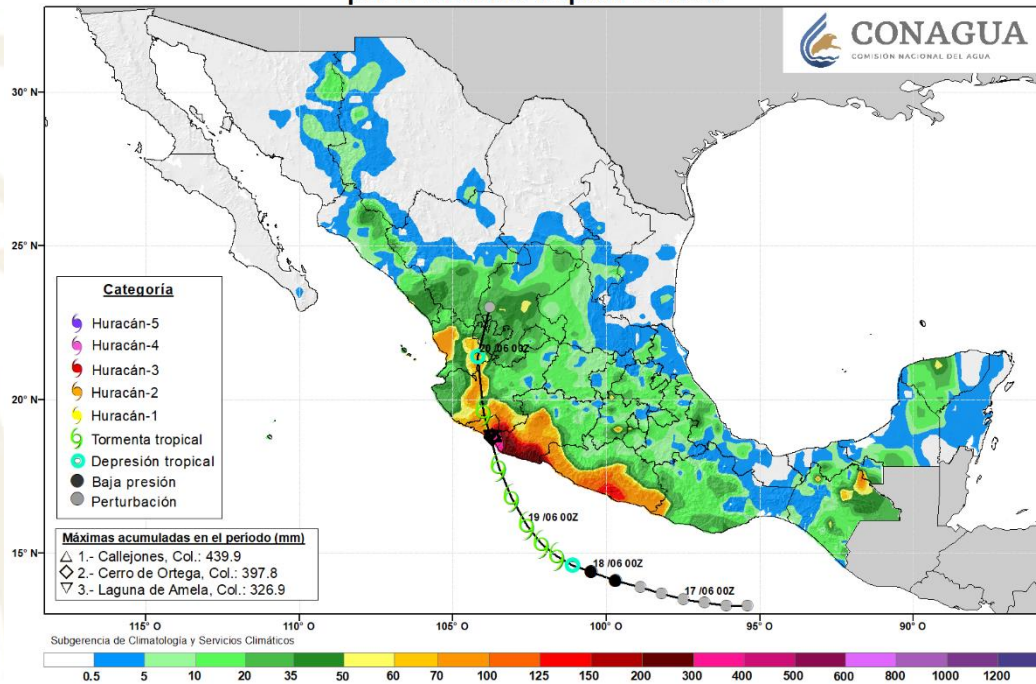 CONAGUA
COMISIÓN NACIONAL DEL AGUA
30° N
25° N
20° N
15° N
Categoría
Huracán-5
Huracán-4
Huracán-3
Huracán-2
Huracán-1
Tormenta tropical
Depresión tropical
Baja presión
Perturbación
20 /06 00Z
19 /06 00Z
18 /06 00Z
17 /06 00Z
Máximas acumuladas en el período (mm)
1.- Callejones, Col.: 439.9
2.- Cerro de Ortega, Col.: 397.8
3.- Laguna de Amela, Col.: 326.9
115° O 110° O 105° O 100° O 95° O 90° O
Subgerencia de Climatología y Servicios Climáticos
0.5 5 10 20 35 50 60 70 100 125 150 200 300 400 500 600 800 1000 1200